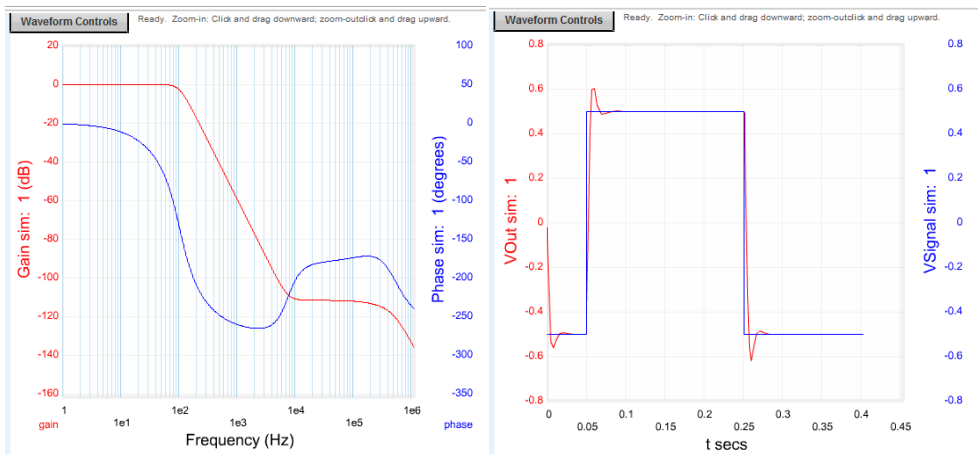 Waveform Controls Ready. Zoom-in: Click and drag downward; zoom-outclick and drag upward.
20 100
0 50
-20 0
-40 -50
-60 -100
-80 -150
-100 -200
-120 -250
-140 -300
-160 -350
Gain sim: 1 (dB)
Phase sim: 1 (degrees)
1 1e2 1e3 1e4 1e5 1e6
gain 1e1 phase
Frequency (Hz)
Waveform Controls Ready. Zoom-in: Click and drag downward; zoom-outclick and drag upward.
0.8 0.8
0.6 0.6
0.4 0.4
0.2 0.2
0 0
-0.2 -0.2
-0.4 -0.4
-0.6 -0.6
-0.8 -0.8
VOut sim: 1
VSignal sim: 1
0 0.1 0.2 0.3 0.4
0.05 0.15 0.25 0.35 0.45
t secs